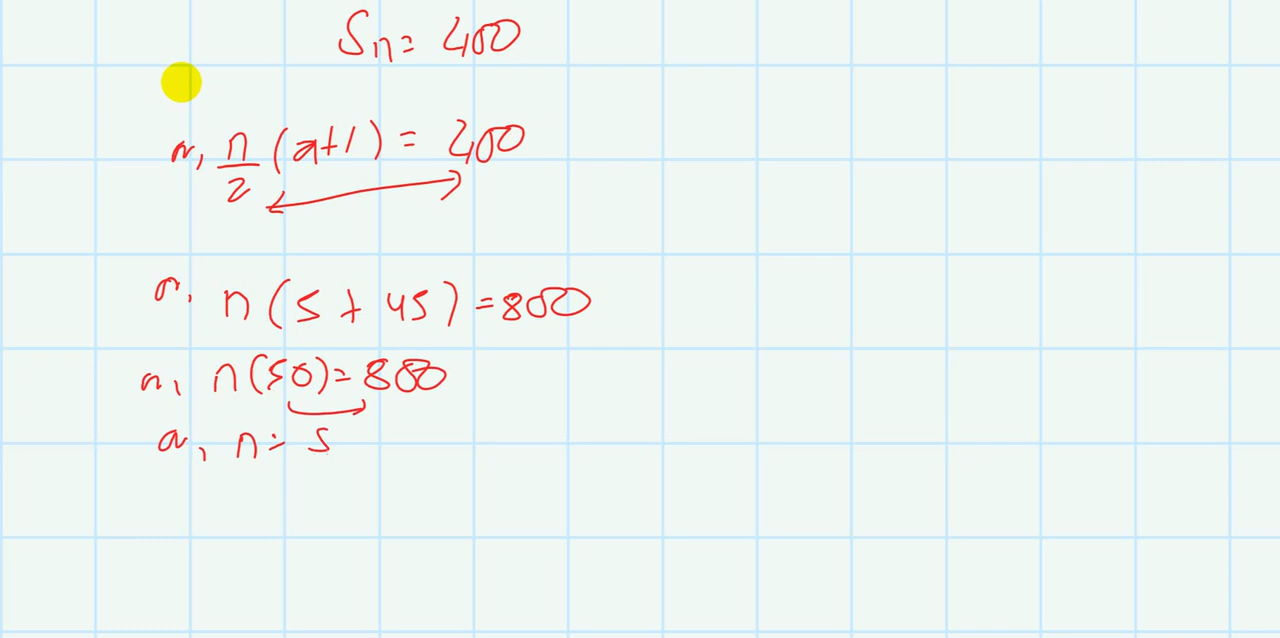 Sn = 400
or, n/2 (a+l) = 400
or, n(5 + 45) = 800
or, n(50) = 800
or, n = 5